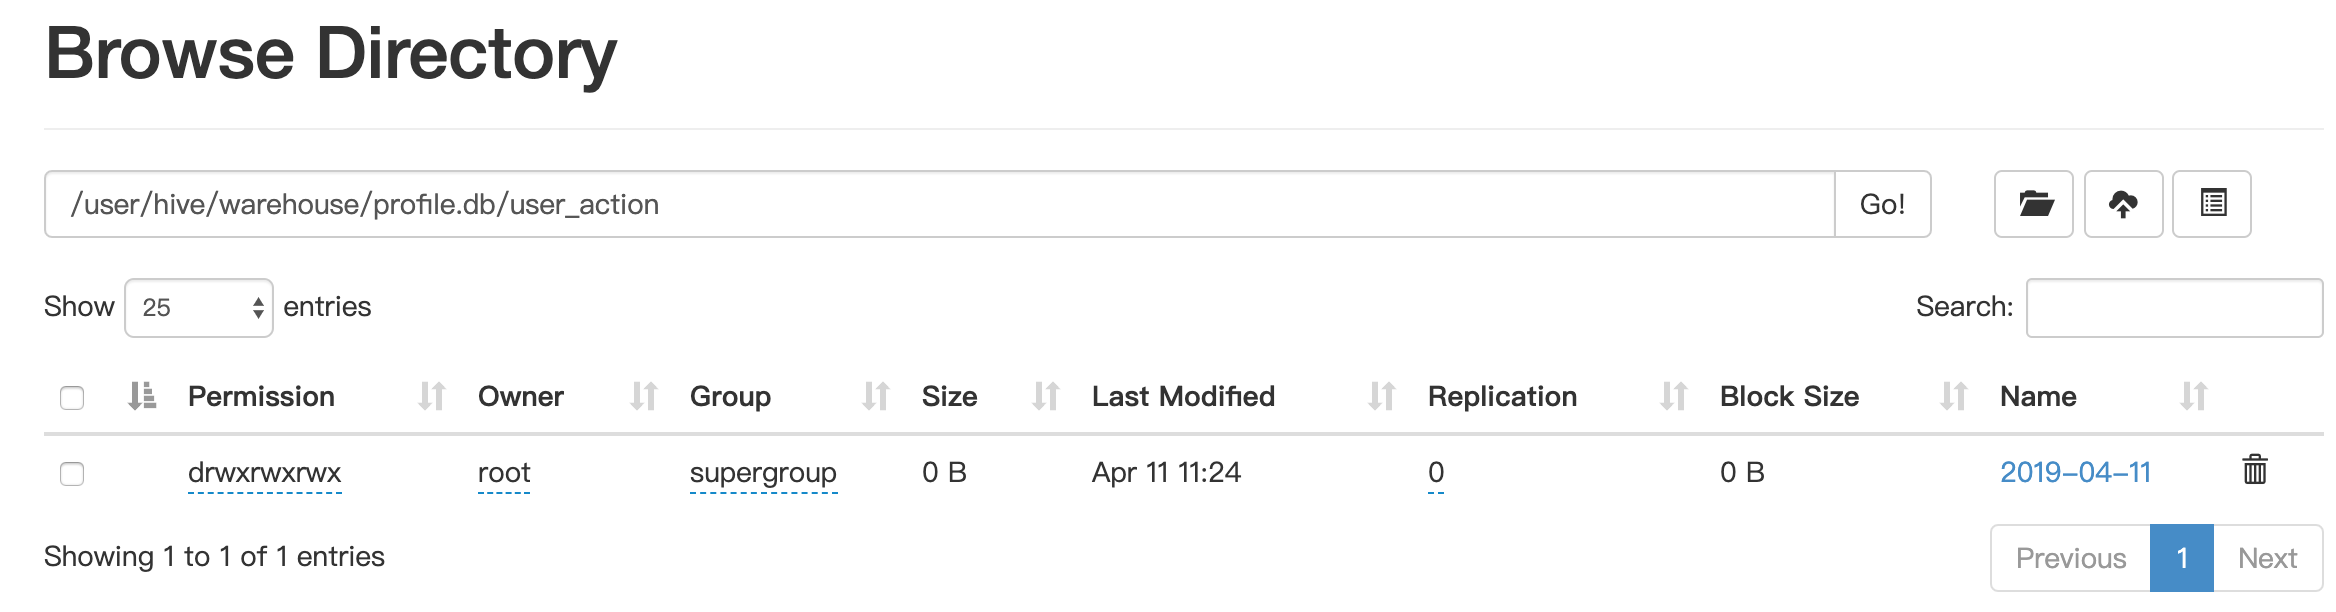 Browse Directory
/user/hive/warehouse/profile.db/user_action Go!
Show 25 entries Search:
Permission Owner Group Size Last Modified Replication Block Size Name
drwxrwxrwx root supergroup 0 B Apr 11 11:24 0 0 B 2019-04-11
Showing 1 to 1 of 1 entries Previous 1 Next